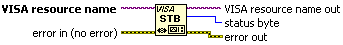 VISA resource name
VISA
STB
VISA resource name out
status byte
error in (no error)
error out